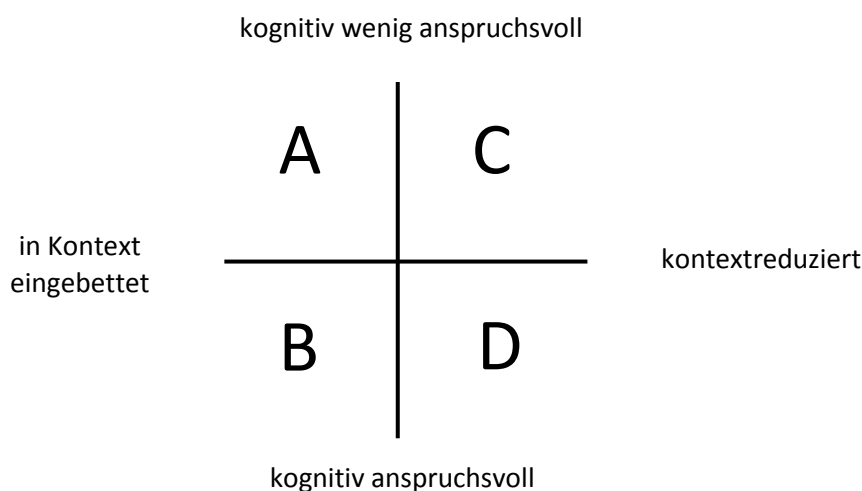 kognitiv wenig anspruchsvoll
A
C
in Kontext
eingebettet
kontextreduziert
B
D
kognitiv anspruchsvoll